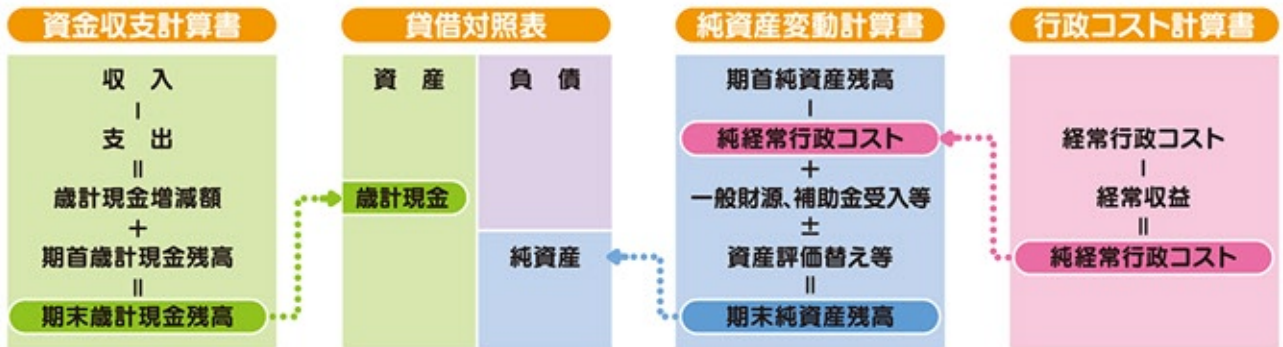 資金収支計算書
収 入
−
支 出
||
歳計現金増減額
+
期首歳計現金残高
||
期末歳計現金残高
貸借対照表
資 産
歳計現金
負 債
純資産
純資産変動計算書
期首純資産残高
−
純経常行政コスト
+
一般財源、補助金受入等
±
資産評価替え等
||
期末純資産残高
行政コスト計算書
経常行政コスト
−
経常収益
||
純経常行政コスト